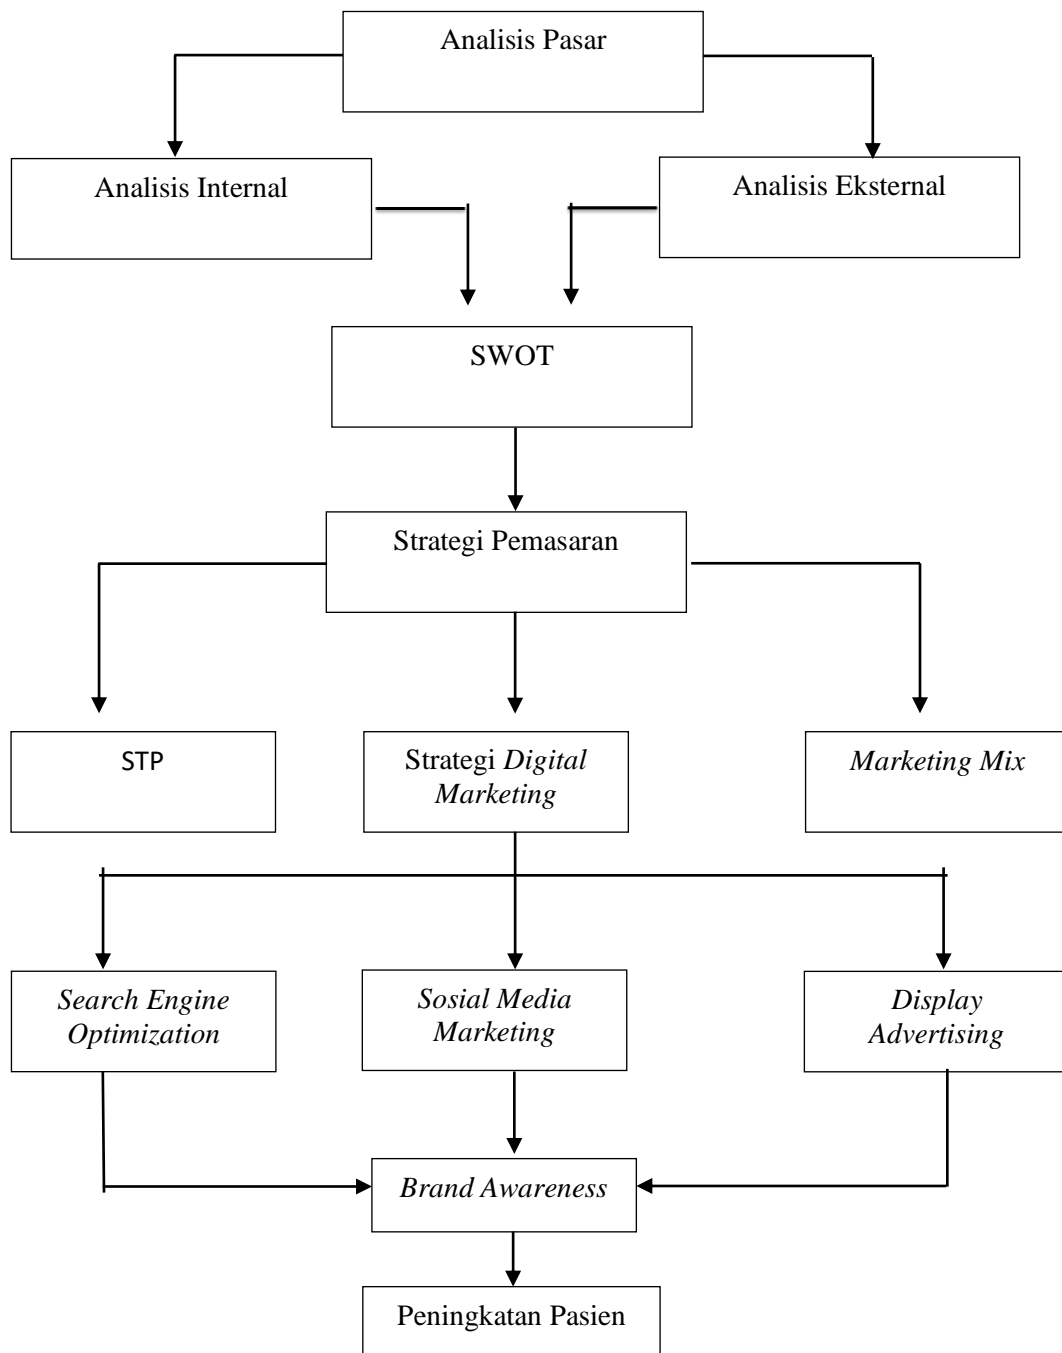 Analisis Pasar
Analisis Internal
Analisis Eksternal
SWOT
Strategi Pemasaran
STP
Strategi Digital
Marketing
Marketing Mix
Search Engine
Optimization
Sosial Media
Marketing
Display
Advertising
Brand Awareness
Peningkatan Pasien